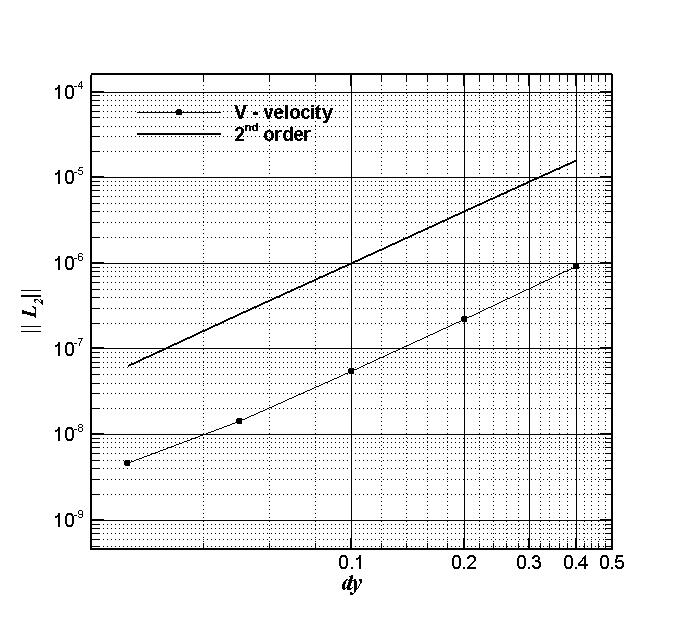 10⁻⁴
V - velocity
2ⁿᵈ order
10⁻⁵
10⁻⁶
|| L₂||
10⁻⁷
10⁻⁸
10⁻⁹
0.1 0.2 0.3 0.4 0.5
dy